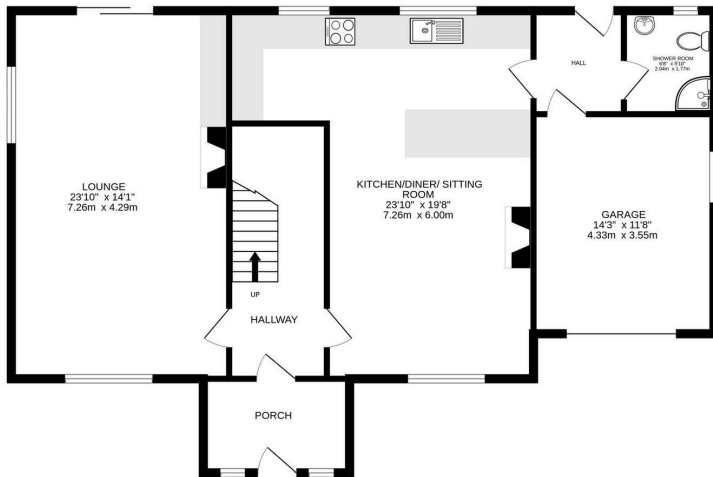 LOUNGE
23'10" x 14'1"
7.26m x 4.29m
UP
HALLWAY
PORCH
KITCHEN/DINER/ SITTING
ROOM
23'10" x 19'8"
7.26m x 6.00m
HALL
SHOWER ROOM
6'8" x 5'10"
2.04m x 1.77m
GARAGE
14'3" x 11'8"
4.33m x 3.55m